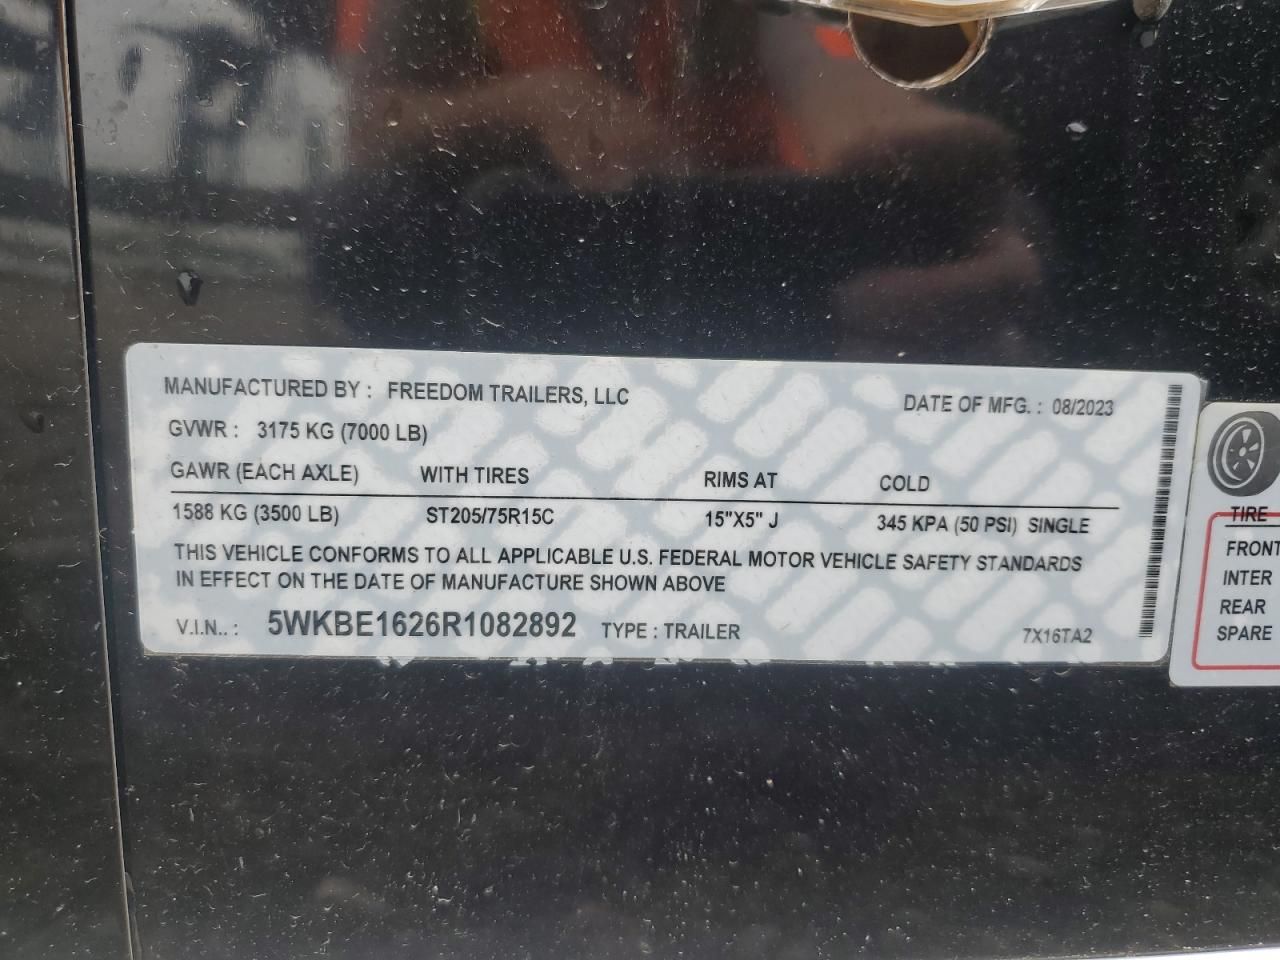 MANUFACTURED BY : FREEDOM TRAILERS, LLC DATE OF MFG. : 08/2023
GVWR : 3175 KG (7000 LB)
GAWR (EACH AXLE) WITH TIRES RIMS AT COLD
1588 KG (3500 LB) ST205/75R15C 15"X5" J 345 KPA (50 PSI) SINGLE
THIS VEHICLE CONFORMS TO ALL APPLICABLE U.S. FEDERAL MOTOR VEHICLE SAFETY STANDARDS
IN EFFECT ON THE DATE OF MANUFACTURE SHOWN ABOVE
V.I.N.. : 5WKBE1626R1082892 TYPE : TRAILER 7X16TA2
TIRE
FRONT
INTER
REAR
SPARE